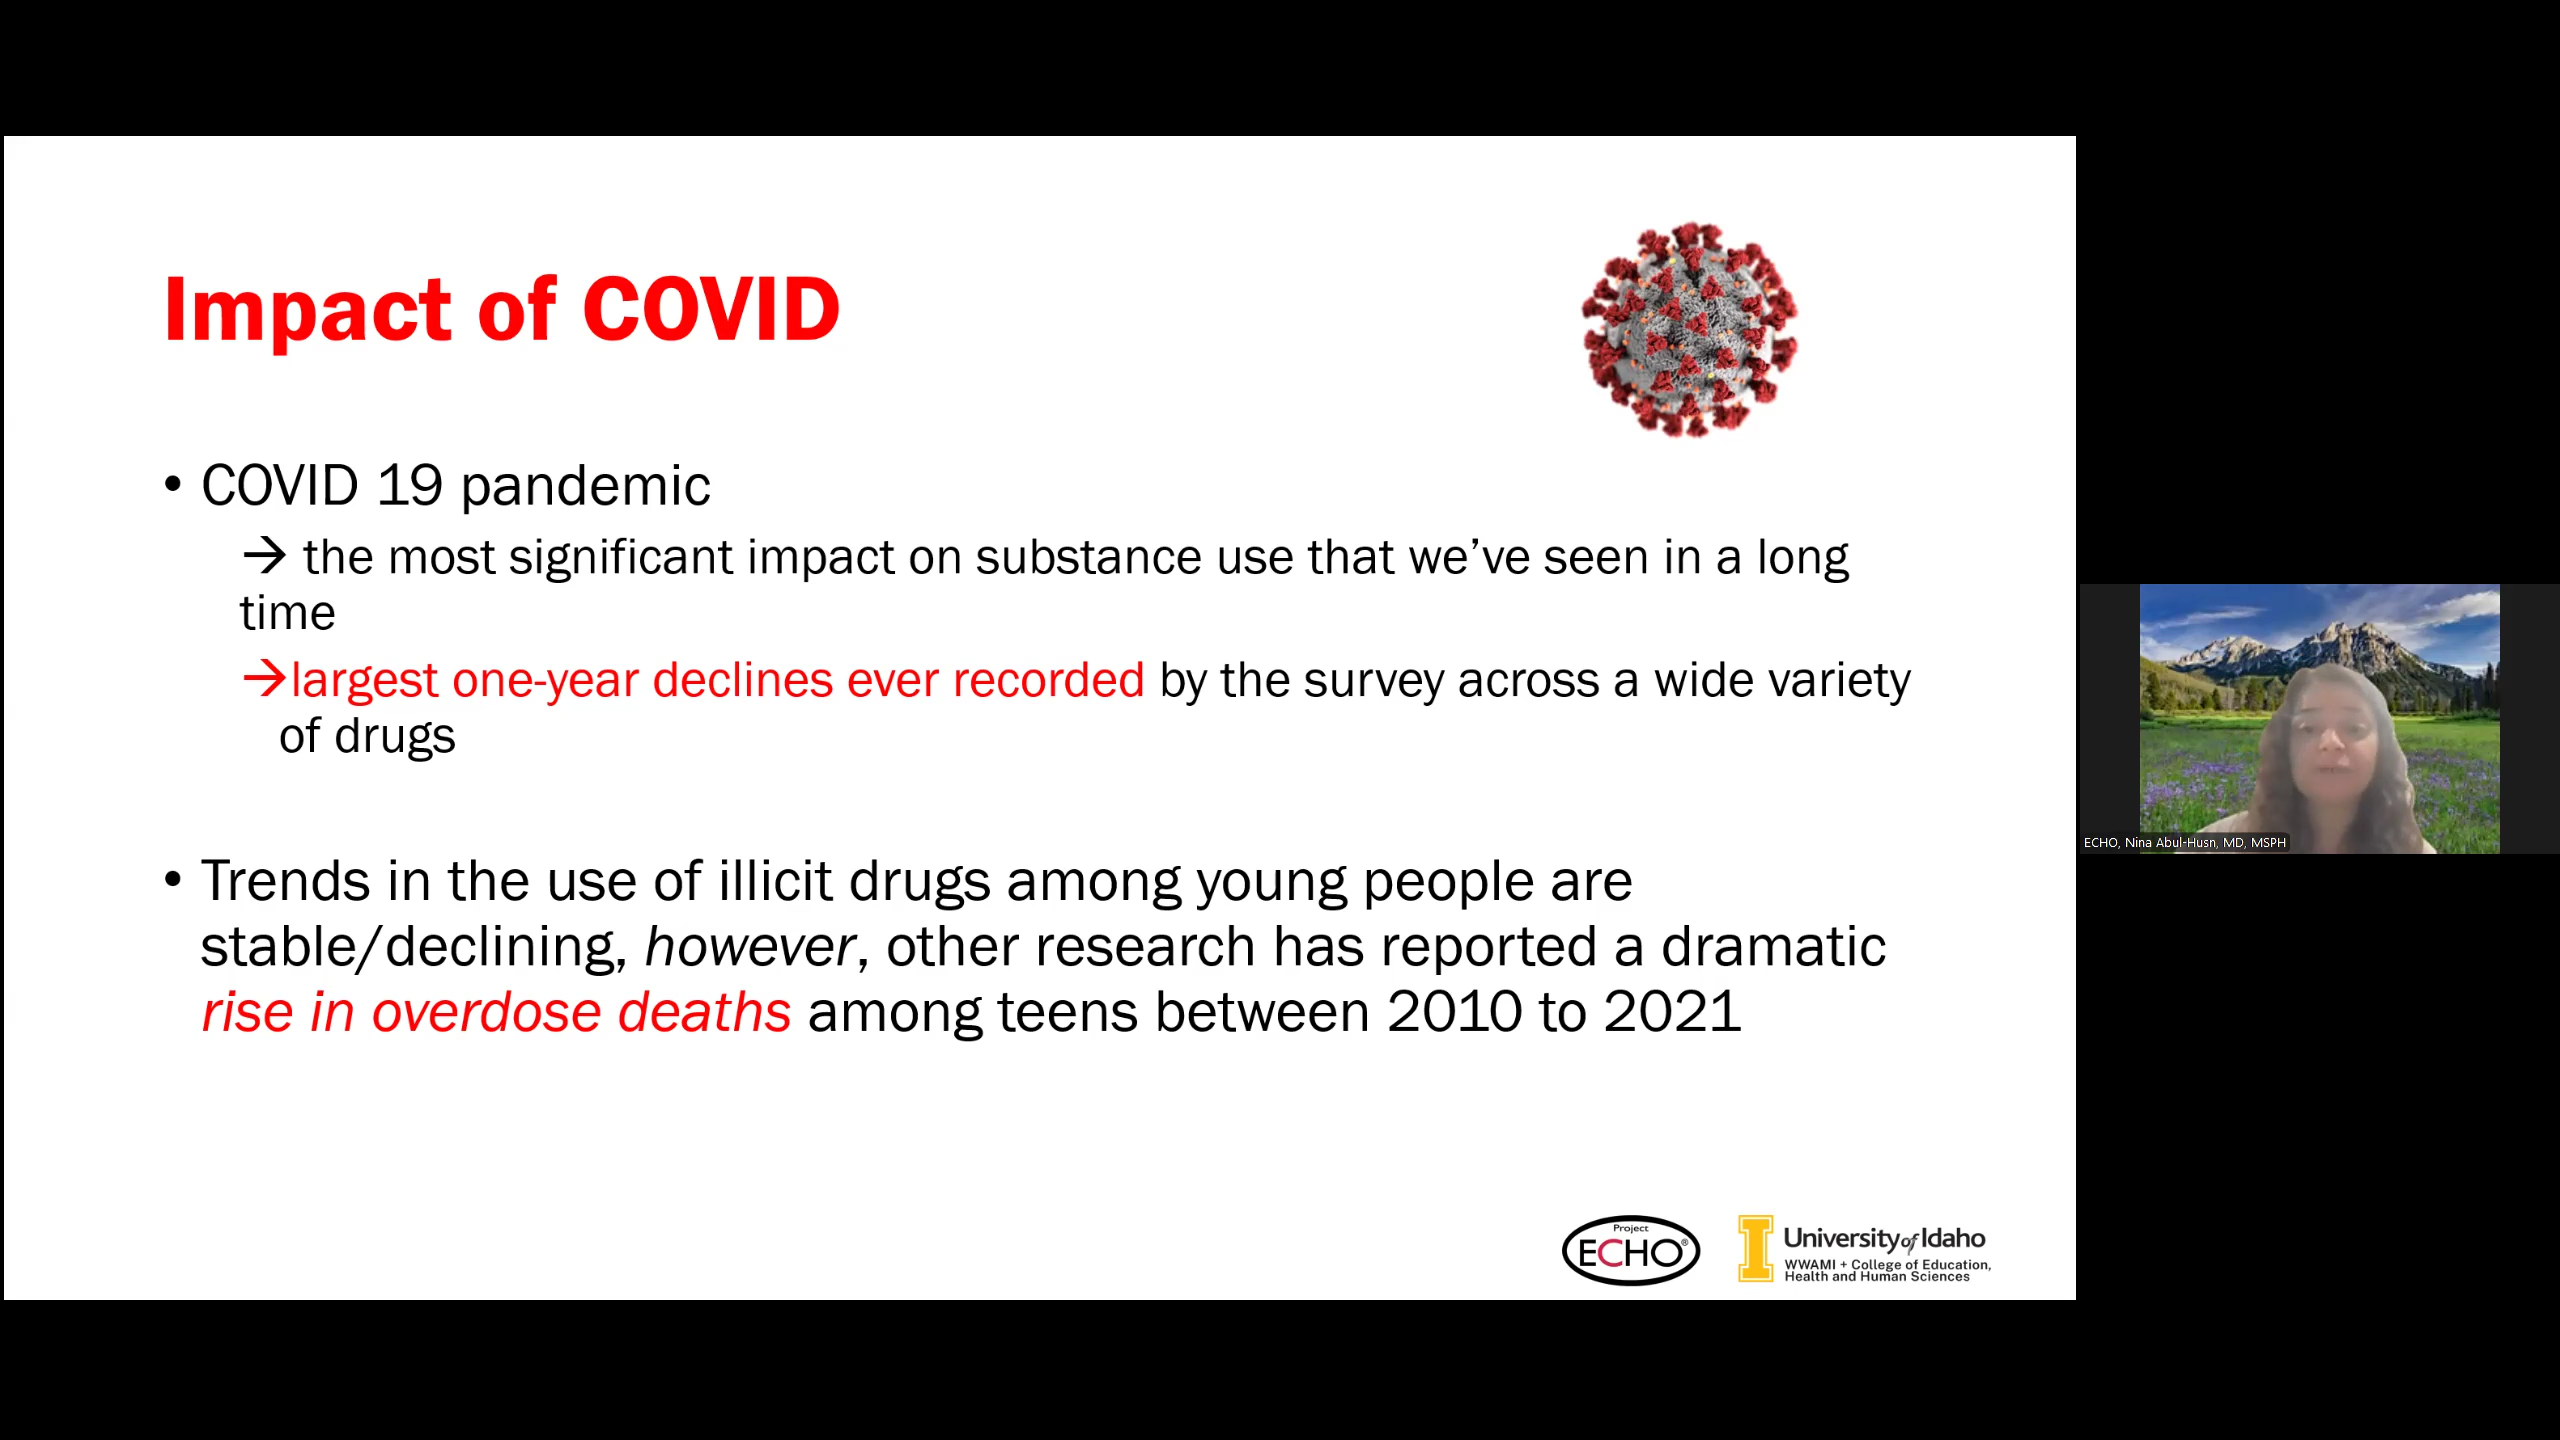 Impact of COVID
• COVID 19 pandemic
→ the most significant impact on substance use that we’ve seen in a long
time
→largest one-year declines ever recorded by the survey across a wide variety
of drugs
• Trends in the use of illicit drugs among young people are
stable/declining, however, other research has reported a dramatic
rise in overdose deaths among teens between 2010 to 2021
Project
ECHO®
I
University of Idaho
WWAMI + College of Education,
Health and Human Sciences
ECHO, Nina Abul-Husn, MD, MSPH